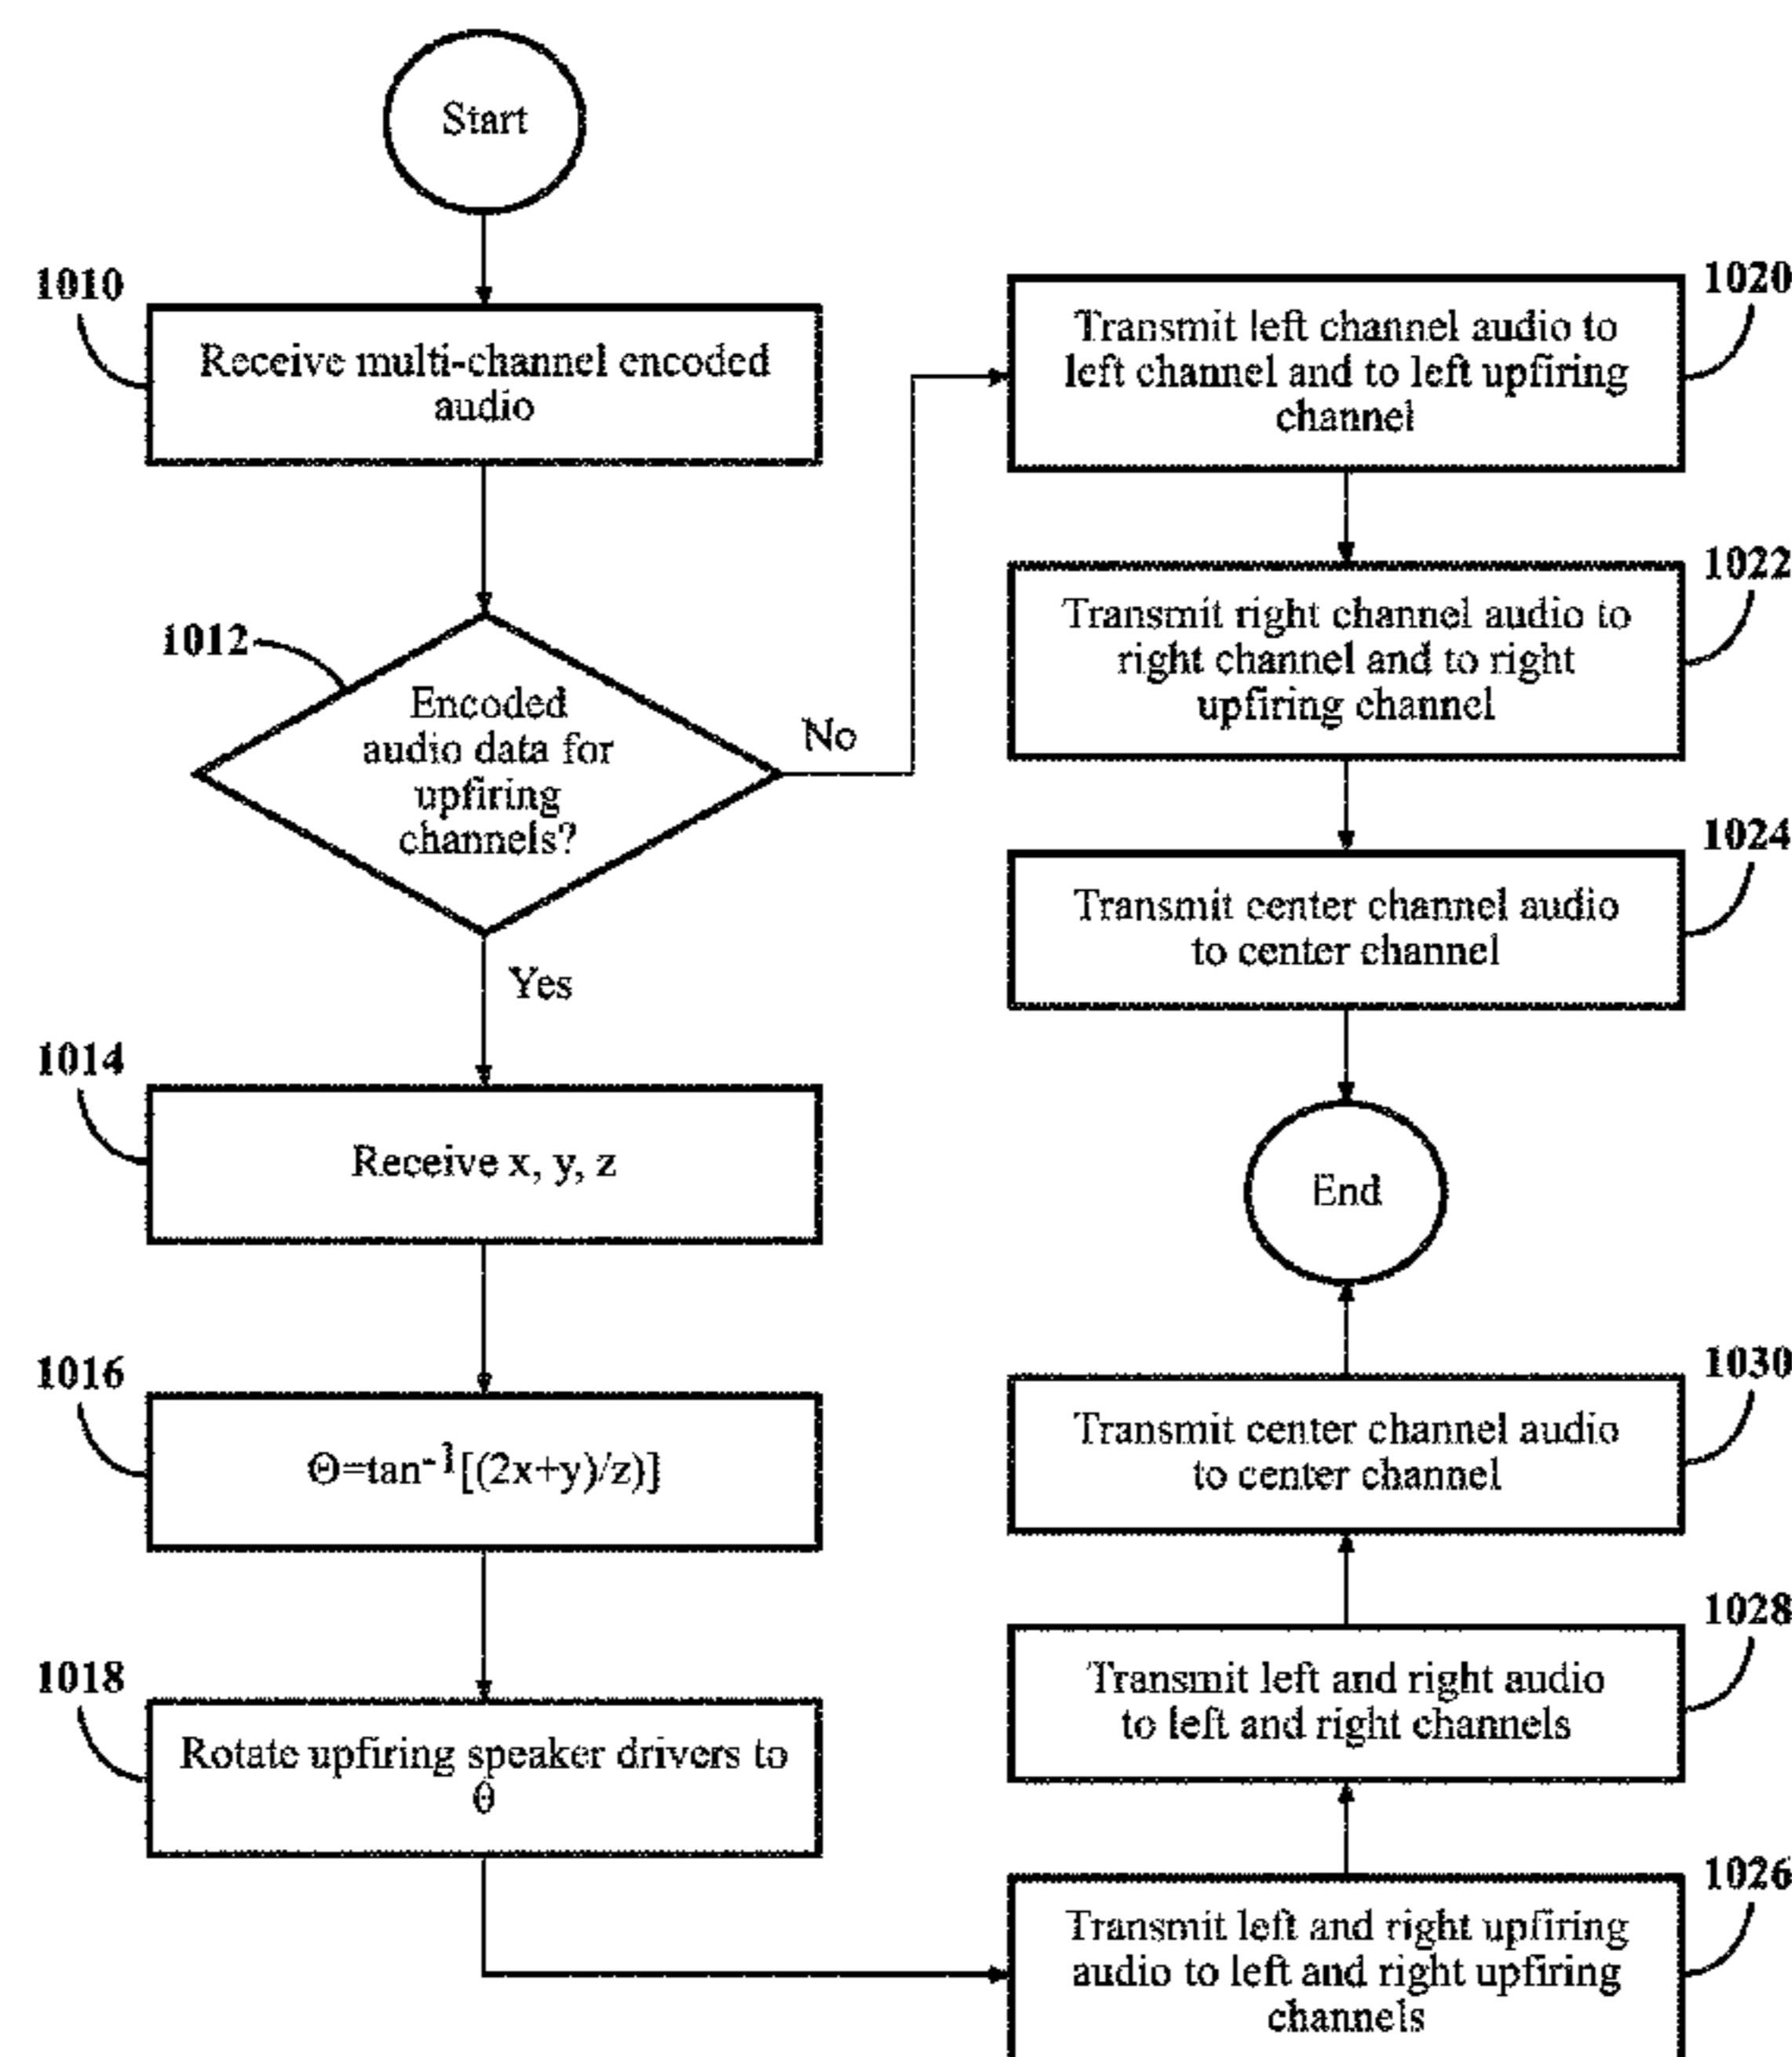 Start
1010
Receive multi-channel encoded
audio
1012
Encoded
audio data for
upfiring
channels?
No
Yes
1014
Receive x, y, z
1016
Θ=tan⁻¹[(2x+y)/z)]
1018
Rotate upfiring speaker drivers to
θ
1020
Transmit left channel audio to
left channel and to left upfiring
channel
1022
Transmit right channel audio to
right channel and to right
upfiring channel
1024
Transmit center channel audio
to center channel
End
1030
Transmit center channel audio
to center channel
1028
Transmit left and right audio
to left and right channels
1026
Transmit left and right upfiring
audio to left and right upfiring
channels